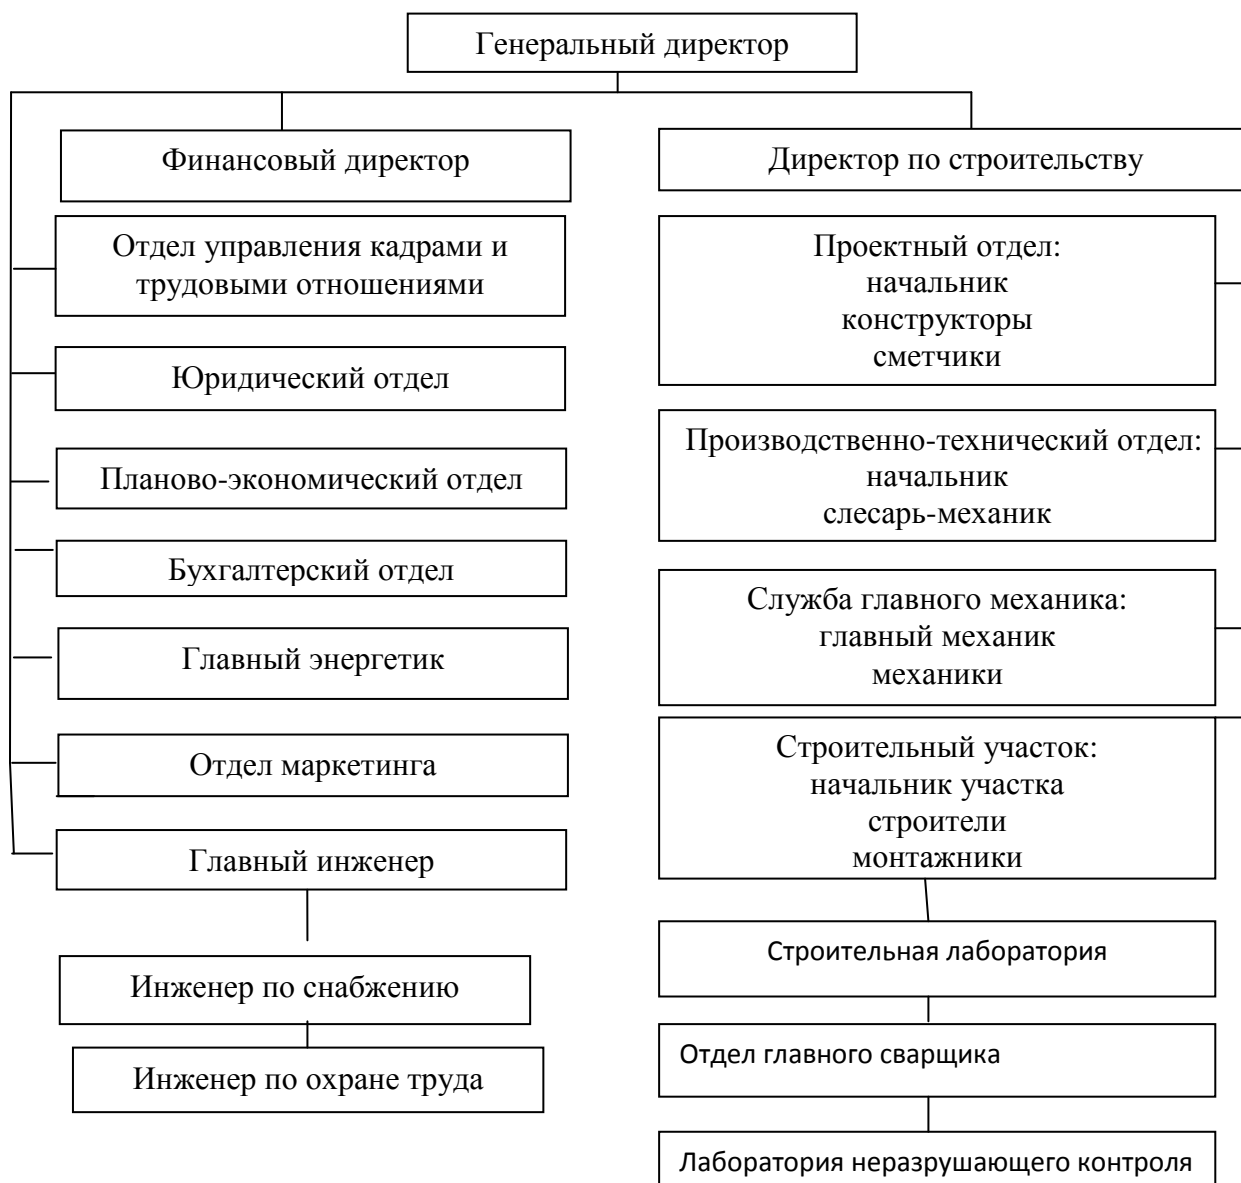 Генеральный директор
Финансовый директор
Отдел управления кадрами и
трудовыми отношениями
Юридический отдел
Планово-экономический отдел
Бухгалтерский отдел
Главный энергетик
Отдел маркетинга
Главный инженер
Инженер по снабжению
Инженер по охране труда
Директор по строительству
Проектный отдел:
начальник
конструкторы
сметчики
Производственно-технический отдел:
начальник
слесарь-механик
Служба главного механика:
главный механик
механики
Строительный участок:
начальник участка
строители
монтажники
Строительная лаборатория
Отдел главного сварщика
Лаборатория неразрушающего контроля